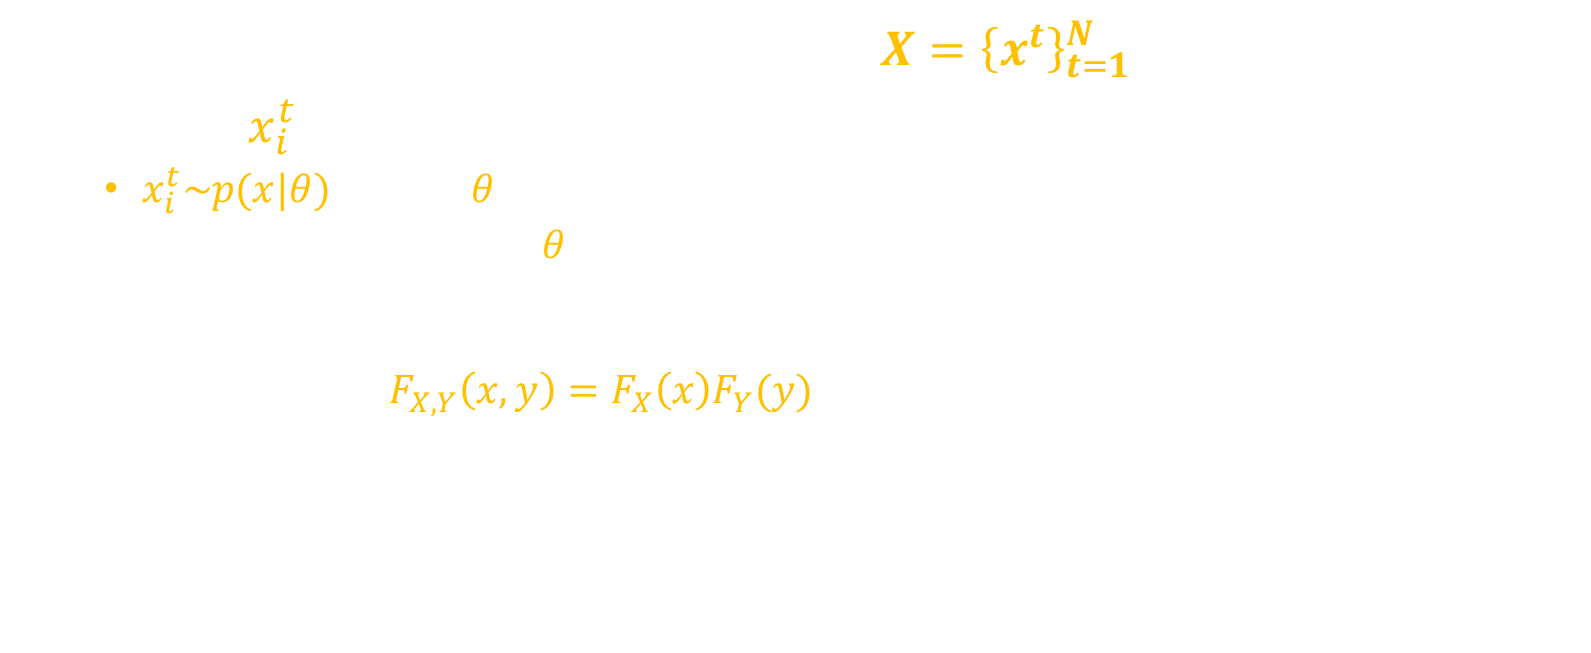 X = {x^t}_{t=1}^N
x_i^t
• x_i^t~p(x|θ) θ
θ
F_{X,Y}(x, y) = F_X(x)F_Y(y)